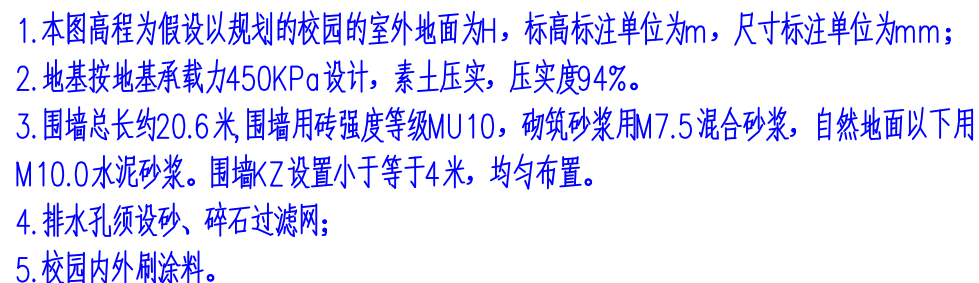 1.本图高程为假设以规划的校园的室外地面为H，标高标注单位为m，尺寸标注单位为mm；
2.地基按地基承载力450KPa设计，素土压实，压实度94%。
3.围墙总长约20.6米,围墙用砖强度等级MU10，砌筑砂浆用M7.5混合砂浆，自然地面以下用
M10.0水泥砂浆。围墙KZ设置小于等于4米，均匀布置。
4.排水孔须设砂、碎石过滤网；
5.校园内外刷涂料。